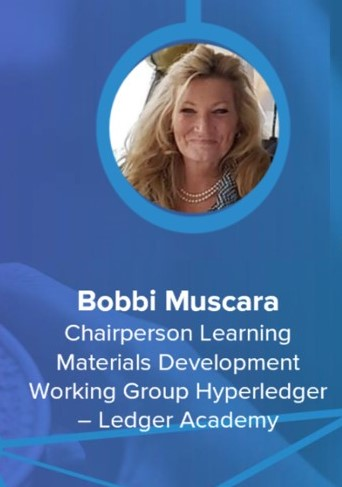 Bobbi Muscara
Chairperson Learning
Materials Development
Working Group Hyperledger
– Ledger Academy